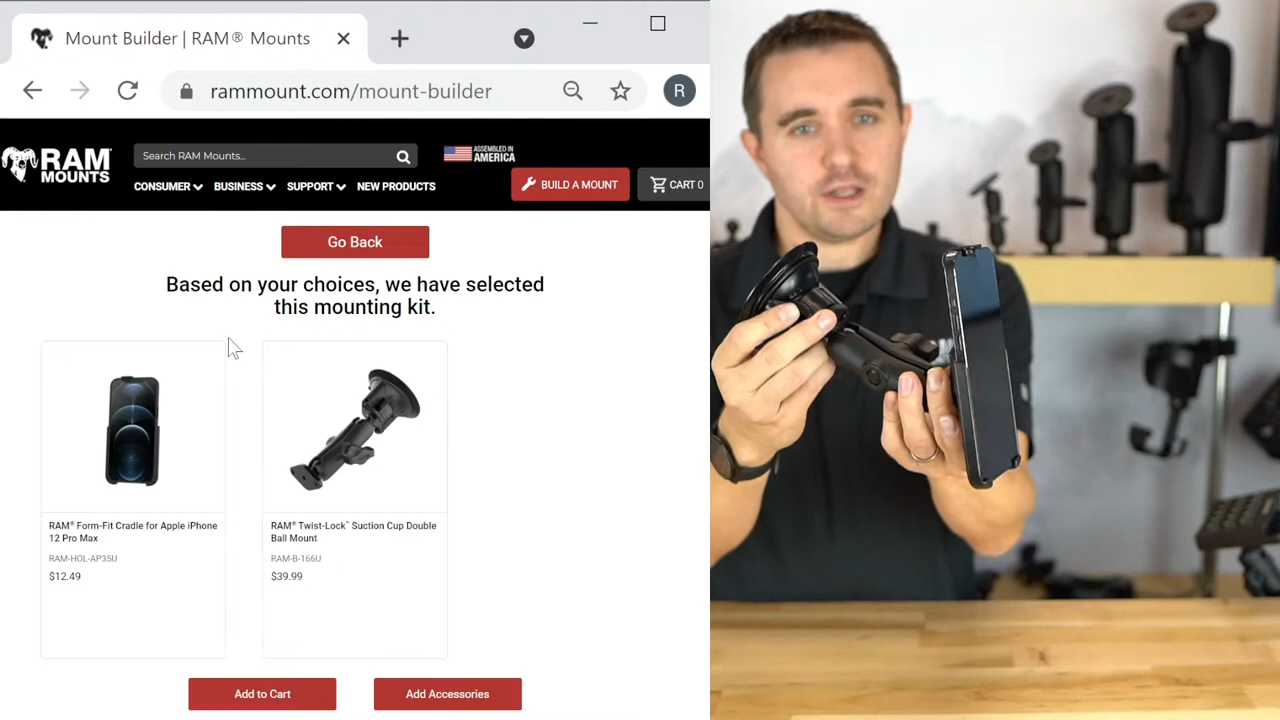 Mount Builder | RAM® Mounts
rammount.com/mount-builder
R
RAM
MOUNTS
Search RAM Mounts...
ASSEMBLED IN
AMERICA
CONSUMER
BUSINESS
SUPPORT
NEW PRODUCTS
BUILD A MOUNT
CART 0
Go Back
Based on your choices, we have selected
this mounting kit.
RAM® Form-Fit Cradle for Apple iPhone
12 Pro Max
RAM-HOL-AP35U
$12.49
RAM® Twist-Lock™ Suction Cup Double
Ball Mount
RAM-B-166U
$39.99
Add to Cart
Add Accessories